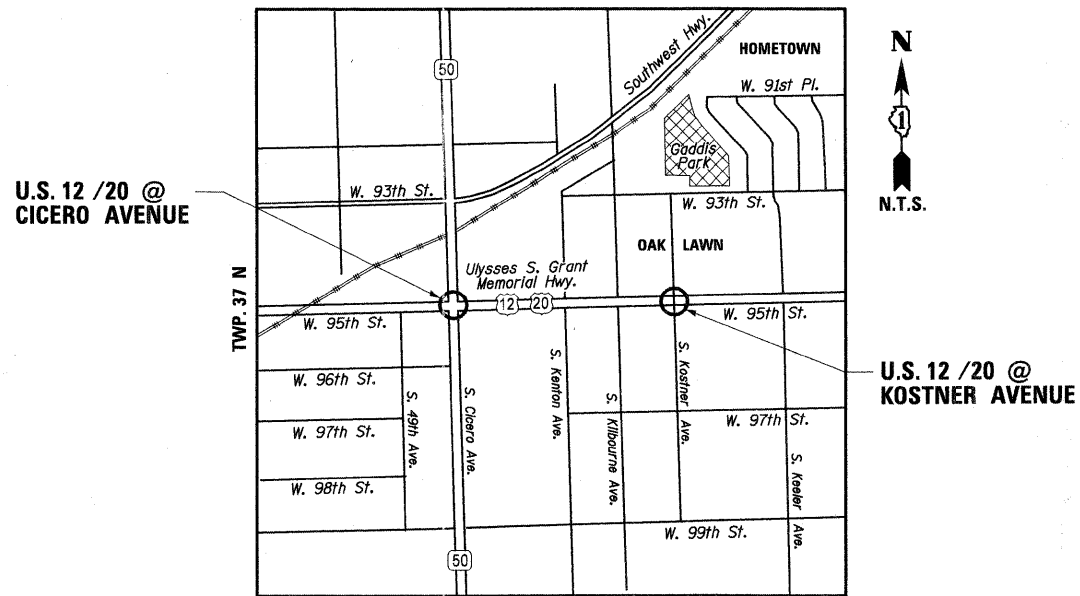 Southwest Hwy.
HOMETOWN
N
50
W. 91st Pl.
1
Gaddis
Park
N.T.S.
U.S. 12 /20 @
CICERO AVENUE
W. 93th St.
W. 93th St.
OAK LAWN
TWP. 37 N
Ulysses S. Grant
Memorial Hwy.
12 20
W. 95th St.
W. 95th St.
U.S. 12 /20 @
KOSTNER AVENUE
W. 96th St.
S. 49th Ave.
S. Cicero Ave.
S. Kenton Ave.
S. Kilbourne Ave.
S. Kostner Ave.
W. 97th St.
W. 97th St.
S. Keeler Ave.
W. 98th St.
W. 99th St.
50